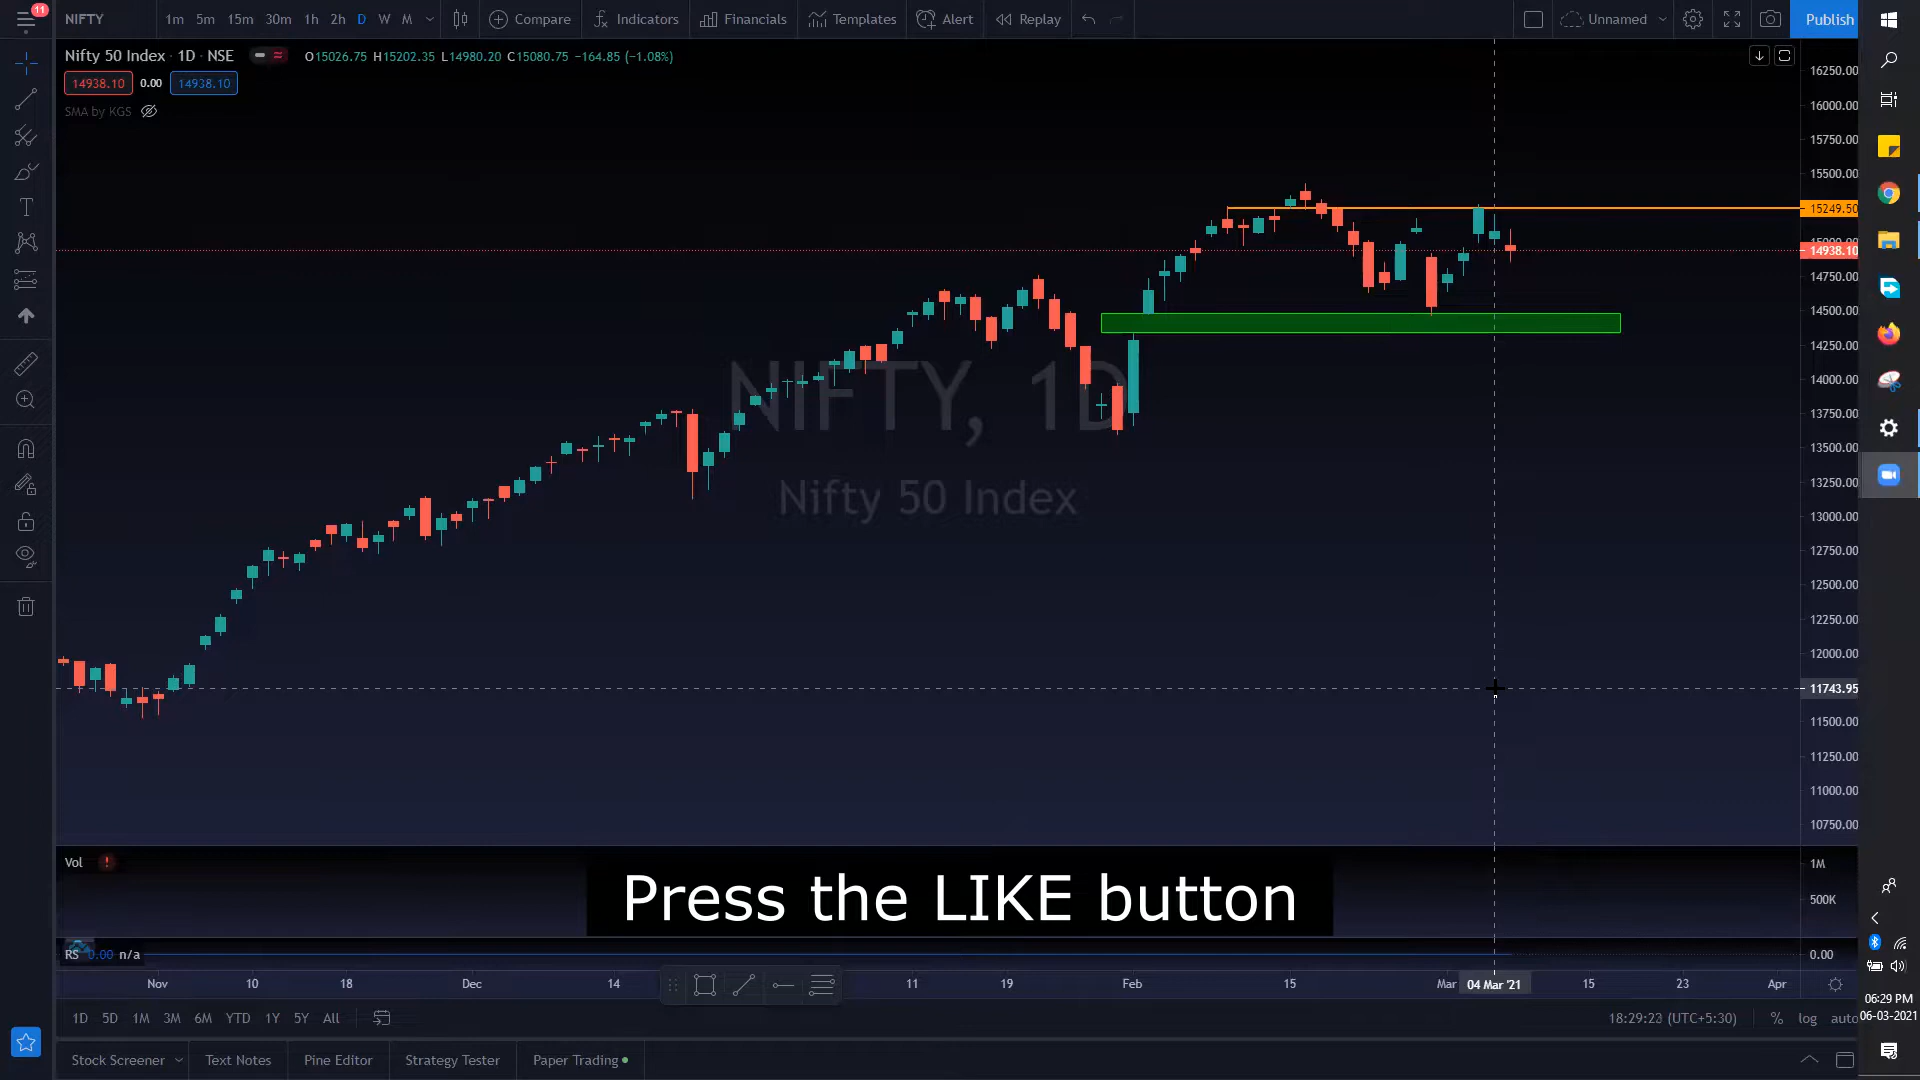 11
NIFTY 1m 5m 15m 30m 1h 2h D W M Compare Indicators Financials Templates Alert Replay Unnamed Publish
Nifty 50 Index · 1D · NSE O15026.75 H15202.35 L14980.20 C15080.75 −164.85 (−1.08%)
14938.10 0.00 14938.10
SMA by KGS
16250.00
16000.00
15750.00
15500.00
15249.50
14938.10
14750.00
14500.00
14250.00
14000.00
13750.00
13500.00
13250.00
13000.00
12750.00
12500.00
12250.00
12000.00
11743.95
11500.00
11250.00
11000.00
10750.00
NIFTY, 1D
Nifty 50 Index
Vol
1M
500K
Press the LIKE button
RS 0.00 n/a
0.00
Nov 10 18 Dec 14 11 19 Feb 15 Mar 04 Mar '21 15 23 Apr
1D 5D 1M 3M 6M YTD 1Y 5Y All 18:29:23 (UTC+5:30) % log auto
Stock Screener Text Notes Pine Editor Strategy Tester Paper Trading
06:29 PM
06-03-2021